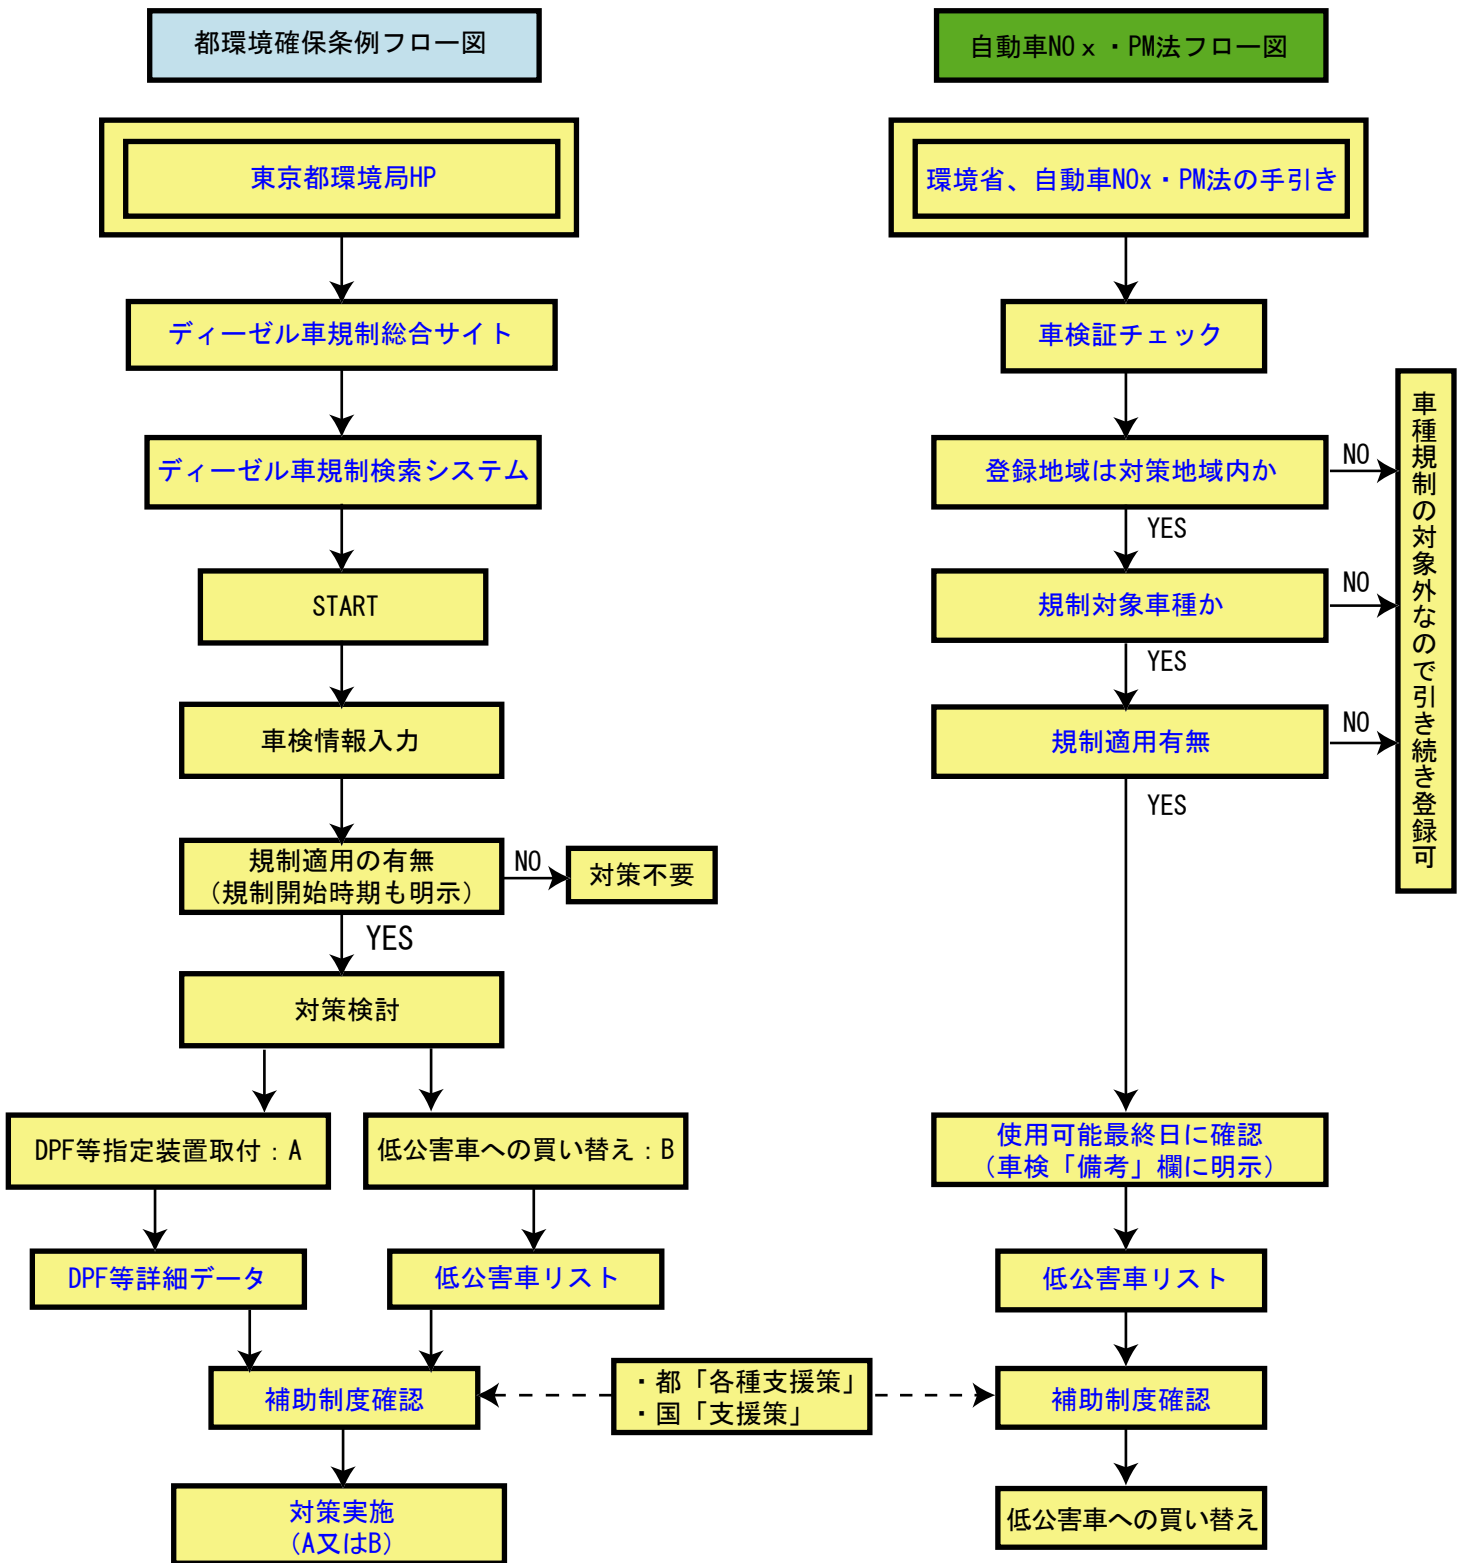 都環境確保条例フロー図
東京都環境局HP
ディーゼル車規制総合サイト
ディーゼル車規制検索システム
START
車検情報入力
規制適用の有無
（規制開始時期も明示）
NO
対策不要
YES
対策検討
DPF等指定装置取付：A
低公害車への買い替え：B
DPF等詳細データ
低公害車リスト
補助制度確認
・都「各種支援策」
・国「支援策」
対策実施
（A又はB）
自動車NOｘ・PM法フロー図
環境省、自動車NOx・PM法の手引き
車検証チェック
登録地域は対策地域内か
NO
YES
規制対象車種か
NO
YES
規制適用有無
NO
YES
車種規制の対象外なので引き続き登録可
使用可能最終日に確認
（車検「備考」欄に明示）
低公害車リスト
補助制度確認
低公害車への買い替え